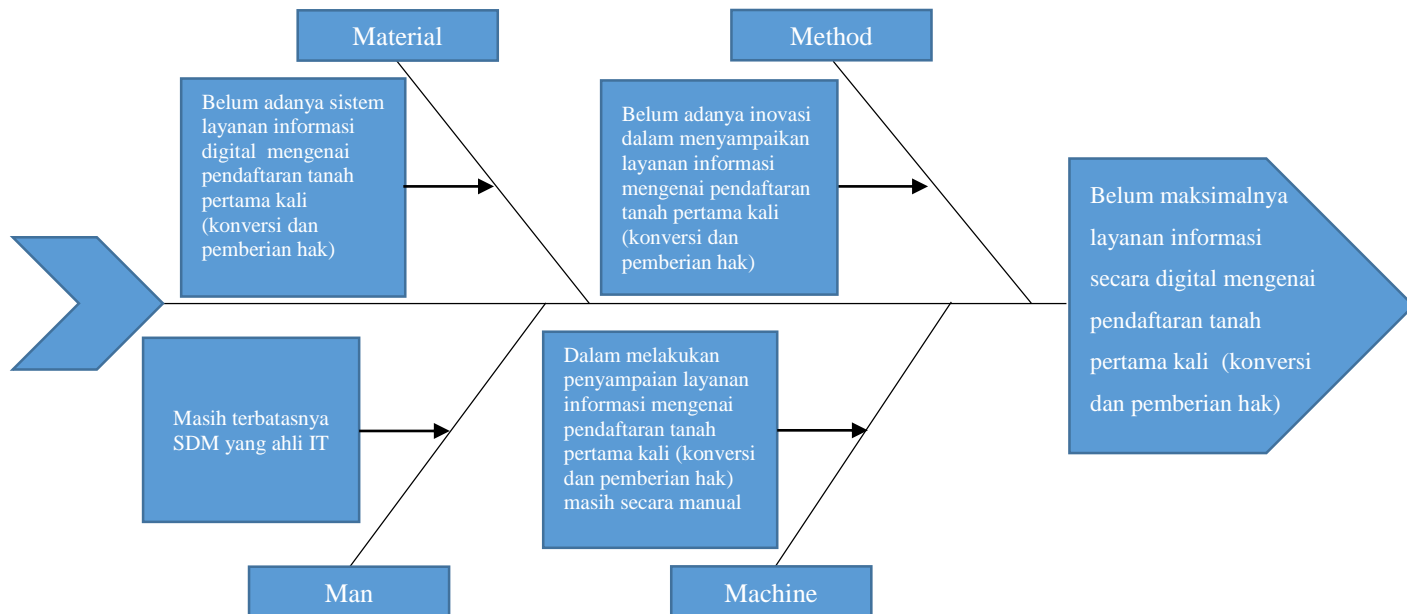 Material
Method
Belum adanya sistem
layanan informasi
digital  mengenai
pendaftaran tanah
pertama kali
(konversi dan
pemberian hak)
Belum adanya inovasi
dalam menyampaikan
layanan informasi
mengenai pendaftaran
tanah pertama kali
(konversi dan
pemberian hak)
Belum maksimalnya
layanan informasi
secara digital mengenai
pendaftaran tanah
pertama kali  (konversi
dan pemberian hak)
Masih terbatasnya
SDM yang ahli IT
Dalam melakukan
penyampaian layanan
informasi mengenai
pendaftaran tanah
pertama kali (konversi
dan pemberian hak)
masih secara manual
Man
Machine